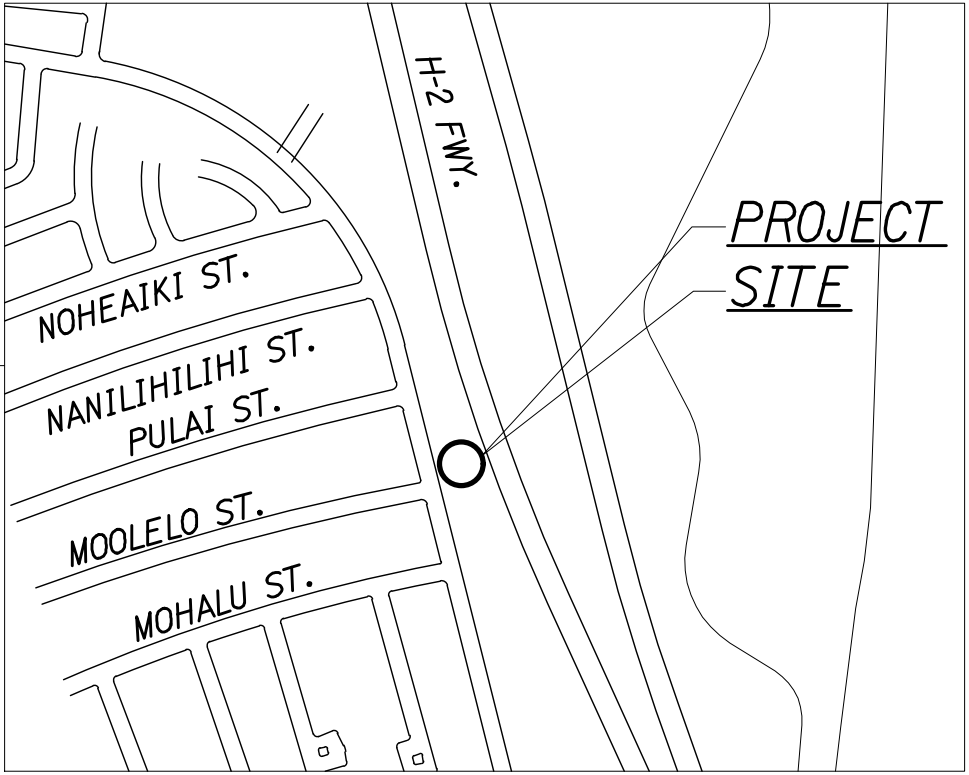 H-2 FWY.
PROJECT
SITE
NOHEAIKI ST.
NANILIHILIHI ST.
PULAI ST.
MOOLELO ST.
MOHALU ST.